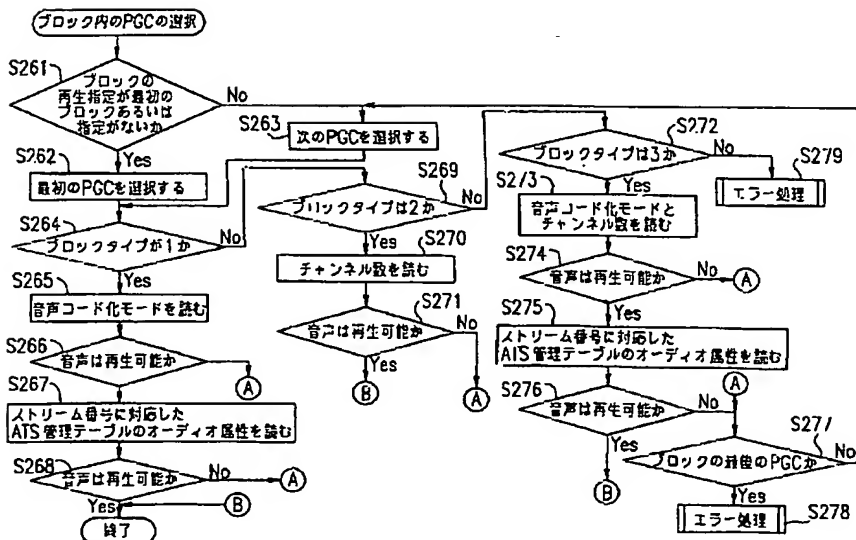 ブロック内のPGCの選択
S261
ブロックの
再生指定が最初の
ブロックあるいは
指定がないか
No
Yes
S262
最初のPGCを選択する
S263
次のPGCを選択する
S264
ブロックタイプが1か
No
Yes
S265
音声コード化モードを読む
S266
音声は再生可能か
A
S267
ストリーム番号に対応した
ATS管理テーブルのオーディオ属性を読む
S268
音声は再生可能か
No
A
Yes
B
終了
S269
ブロックタイプは2か
No
Yes
S270
チャンネル数を読む
S271
音声は再生可能か
No
Yes
B
A
S272
ブロックタイプは3か
No
Yes
S279
エラー処理
S273
音声コード化モードと
チャンネル数を読む
S274
音声は再生可能か
No
A
Yes
S275
ストリーム番号に対応した
ATS管理テーブルのオーディオ属性を読む
S276
音声は再生可能か
No
A
Yes
B
S277
ブロックの最後のPGCか
No
Yes
エラー処理
S278